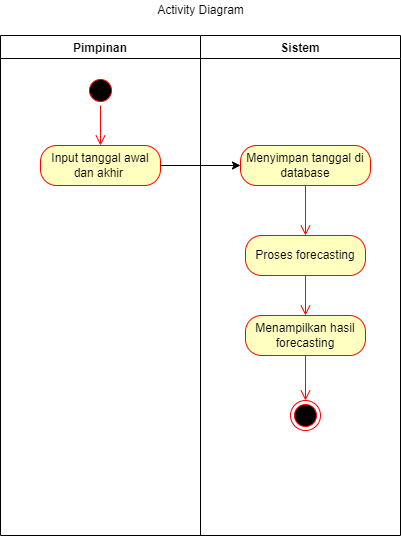 Activity Diagram
Pimpinan
Sistem
Input tanggal awal
dan akhir
Menyimpan tanggal di
database
Proses forecasting
Menampilkan hasil
forecasting